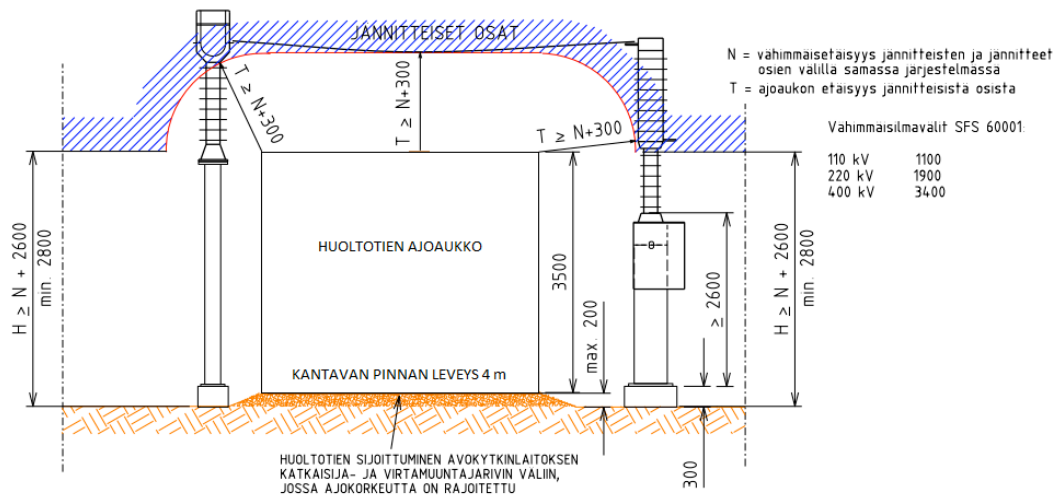 JÄNNITTEISET OSAT
N = vähimmäisetäisyys jännitteisten ja jännitteet
osien välillä samassa järjestelmässä
T = ajoaukon etäisyys jännitteisistä osista
Vähimmäisilmavälit SFS 60001:
110 kV 1100
220 kV 1900
400 kV 3400
T ≥ N+300
T ≥ N+300
T ≥ N+300
H ≥ N + 2600
min. 2800
HUOLTOTIEN AJOAUKKO
3500
max. 200
≥ 2600
H ≥ N + 2600
min. 2800
KANTAVAN PINNAN LEVEYS 4 m
300
HUOLTOTIEN SIJOITTUMINEN AVOKYTKINLAITOKSEN
KATKAISIJA- JA VIRTAMUUNTAJARIVIN VÄLIIN,
JOSSA AJOKORKEUTTA ON RAJOITETTU